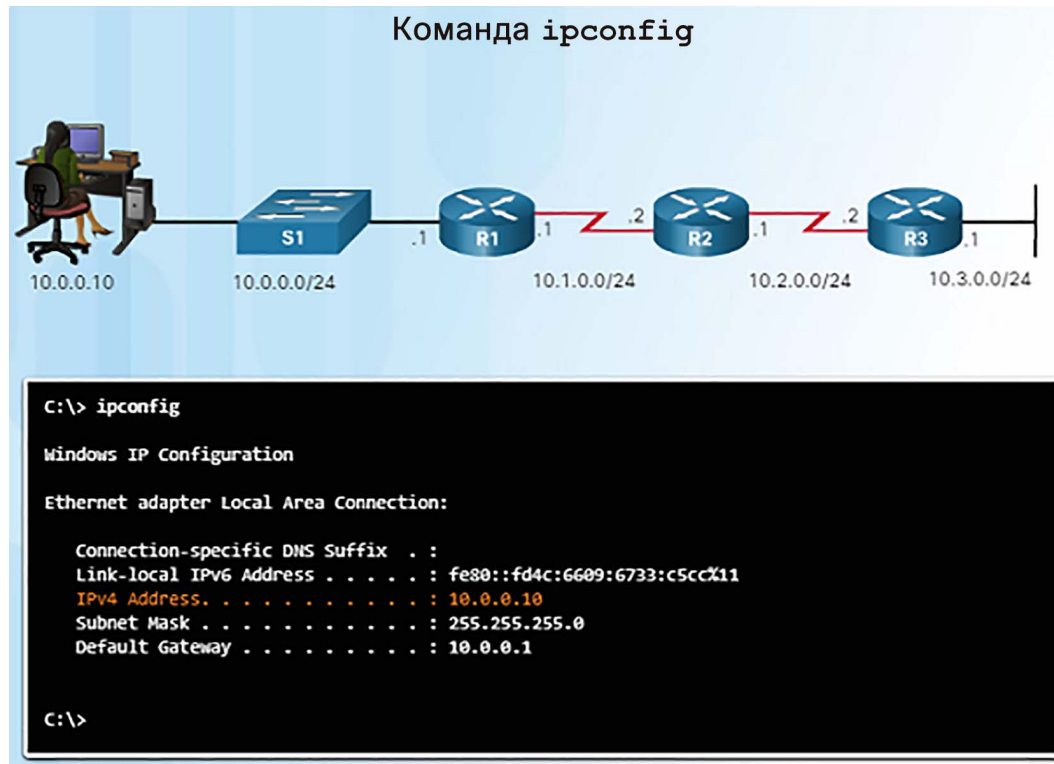 Команда ipconfig
S1
.1
R1
.1
.2
R2
.1
.2
R3
.1
10.0.0.10
10.0.0.0/24
10.1.0.0/24
10.2.0.0/24
10.3.0.0/24
C:\> ipconfig
Windows IP Configuration
Ethernet adapter Local Area Connection:
Connection-specific DNS Suffix . :
Link-local IPv6 Address . . . . . : fe80::fd4c:6609:6733:c5cc%11
IPv4 Address. . . . . . . . . . . : 10.0.0.10
Subnet Mask . . . . . . . . . . . : 255.255.255.0
Default Gateway . . . . . . . . . : 10.0.0.1
C:\>